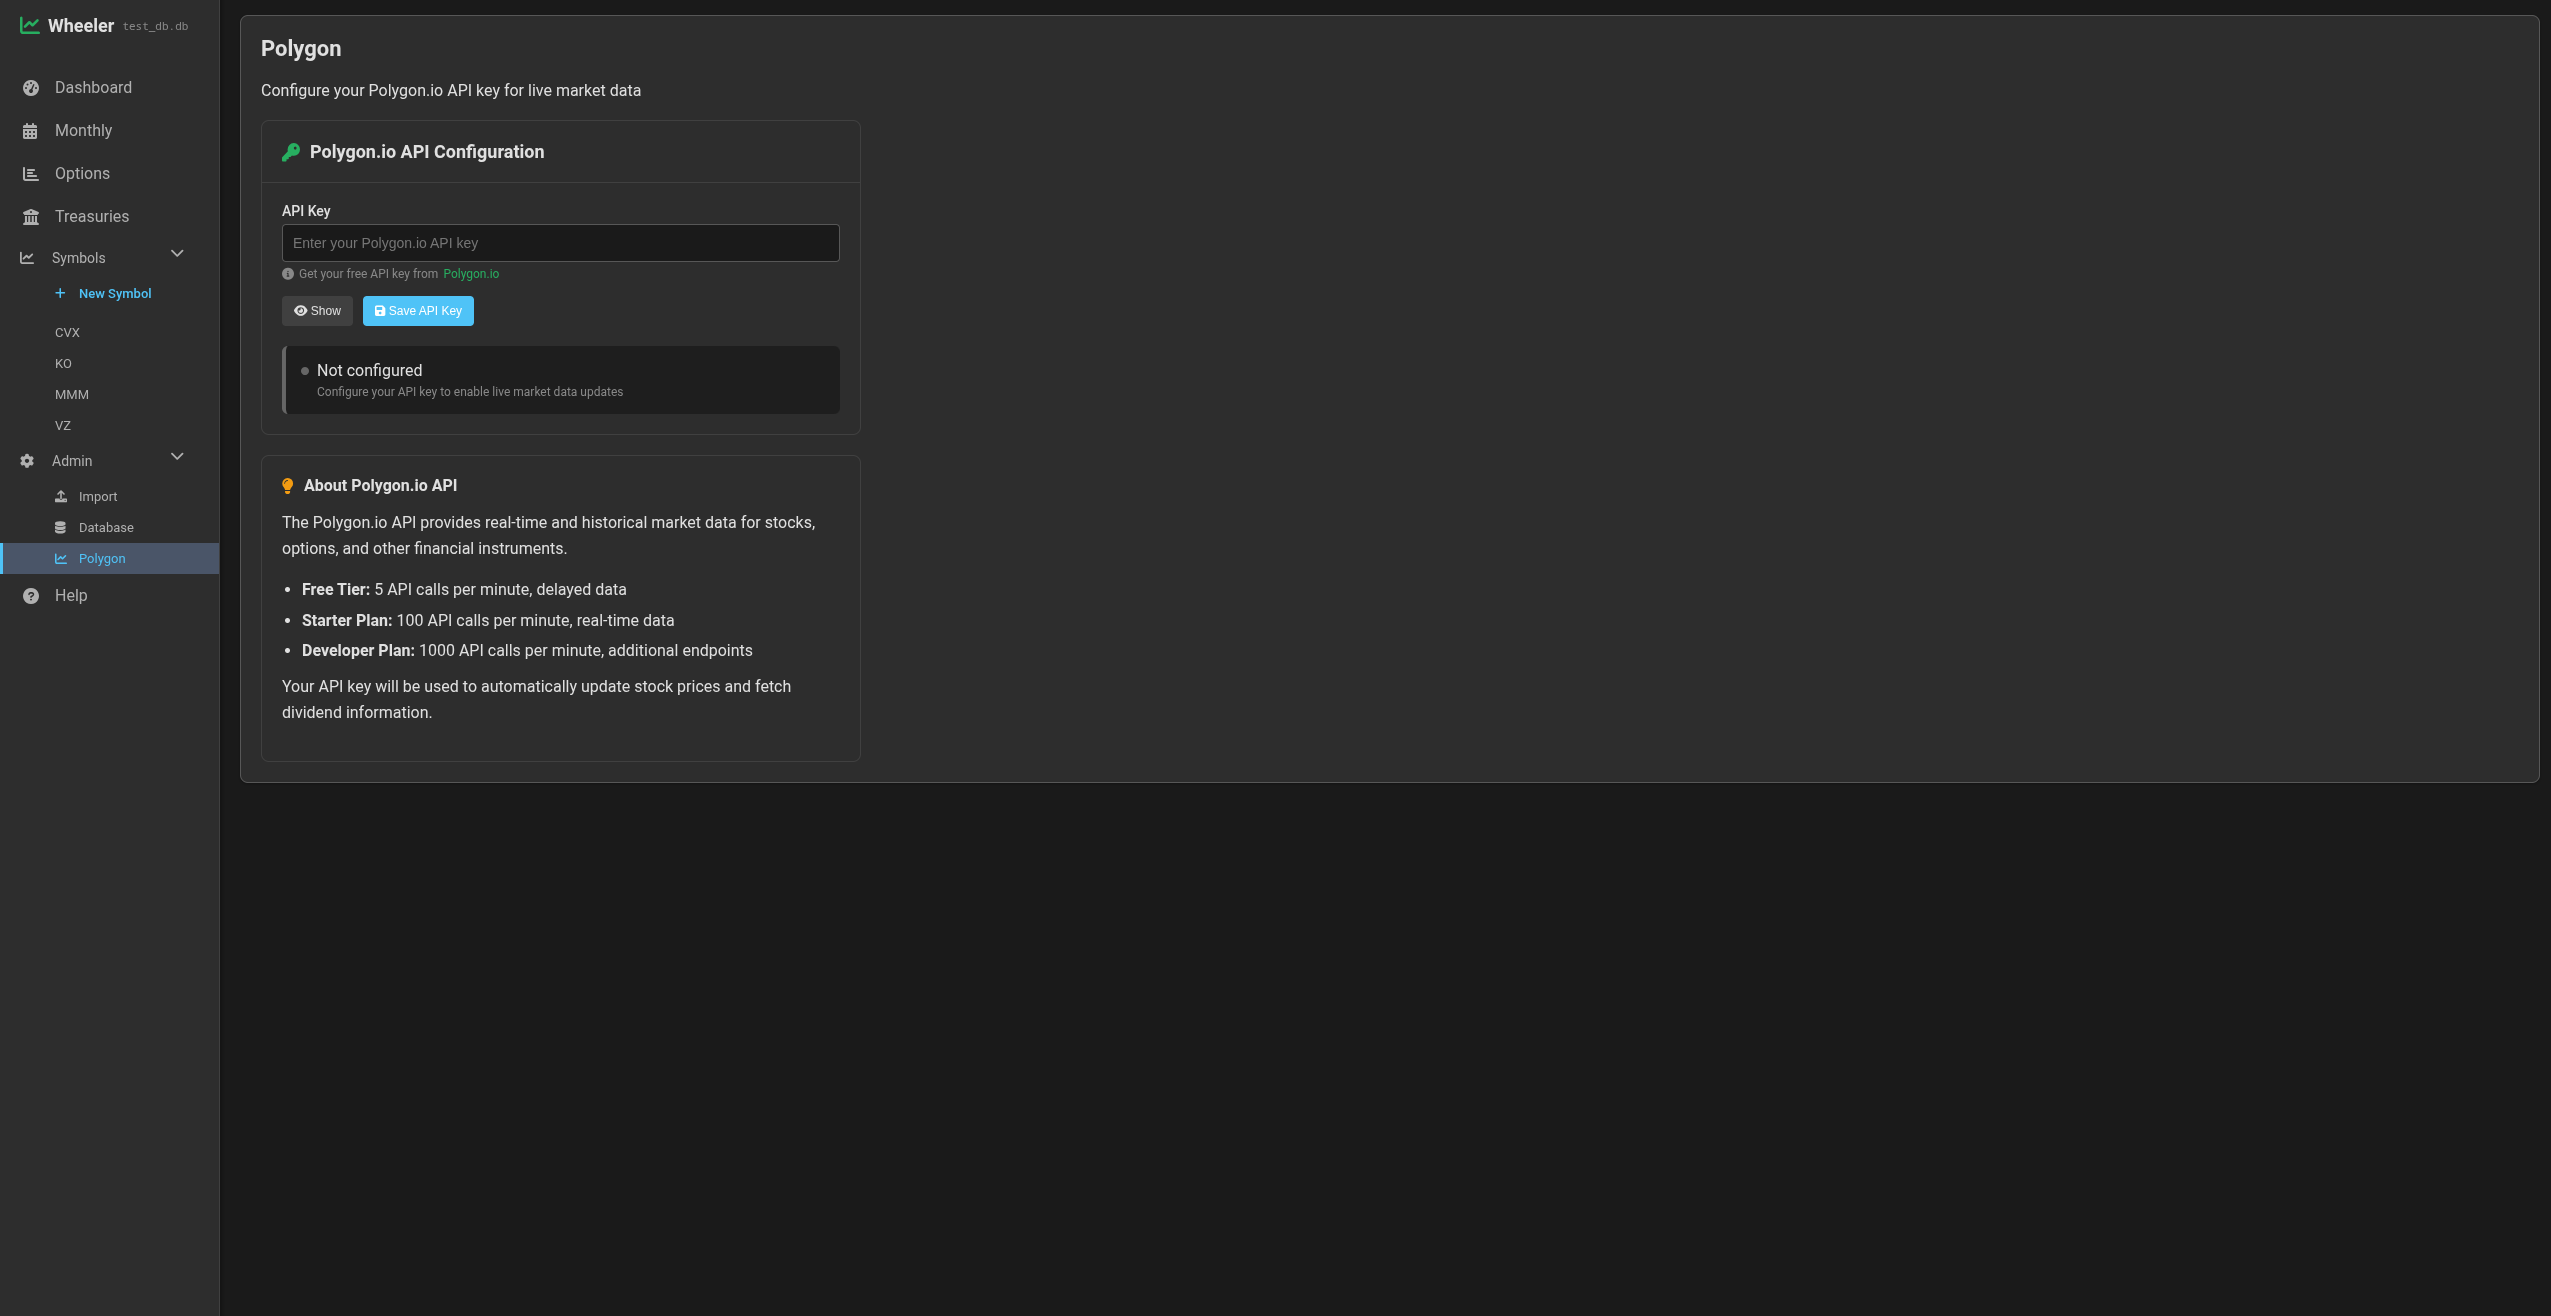 Wheeler test_db.db
Dashboard
Monthly
Options
Treasuries
Symbols
New Symbol
CVX
KO
MMM
VZ
Admin
Import
Database
Polygon
Help
Polygon
Configure your Polygon.io API key for live market data
Polygon.io API Configuration
API Key
Enter your Polygon.io API key
Get your free API key from Polygon.io
Show
Save API Key
Not configured
Configure your API key to enable live market data updates
About Polygon.io API
The Polygon.io API provides real-time and historical market data for stocks,
options, and other financial instruments.
• Free Tier: 5 API calls per minute, delayed data
• Starter Plan: 100 API calls per minute, real-time data
• Developer Plan: 1000 API calls per minute, additional endpoints
Your API key will be used to automatically update stock prices and fetch
dividend information.